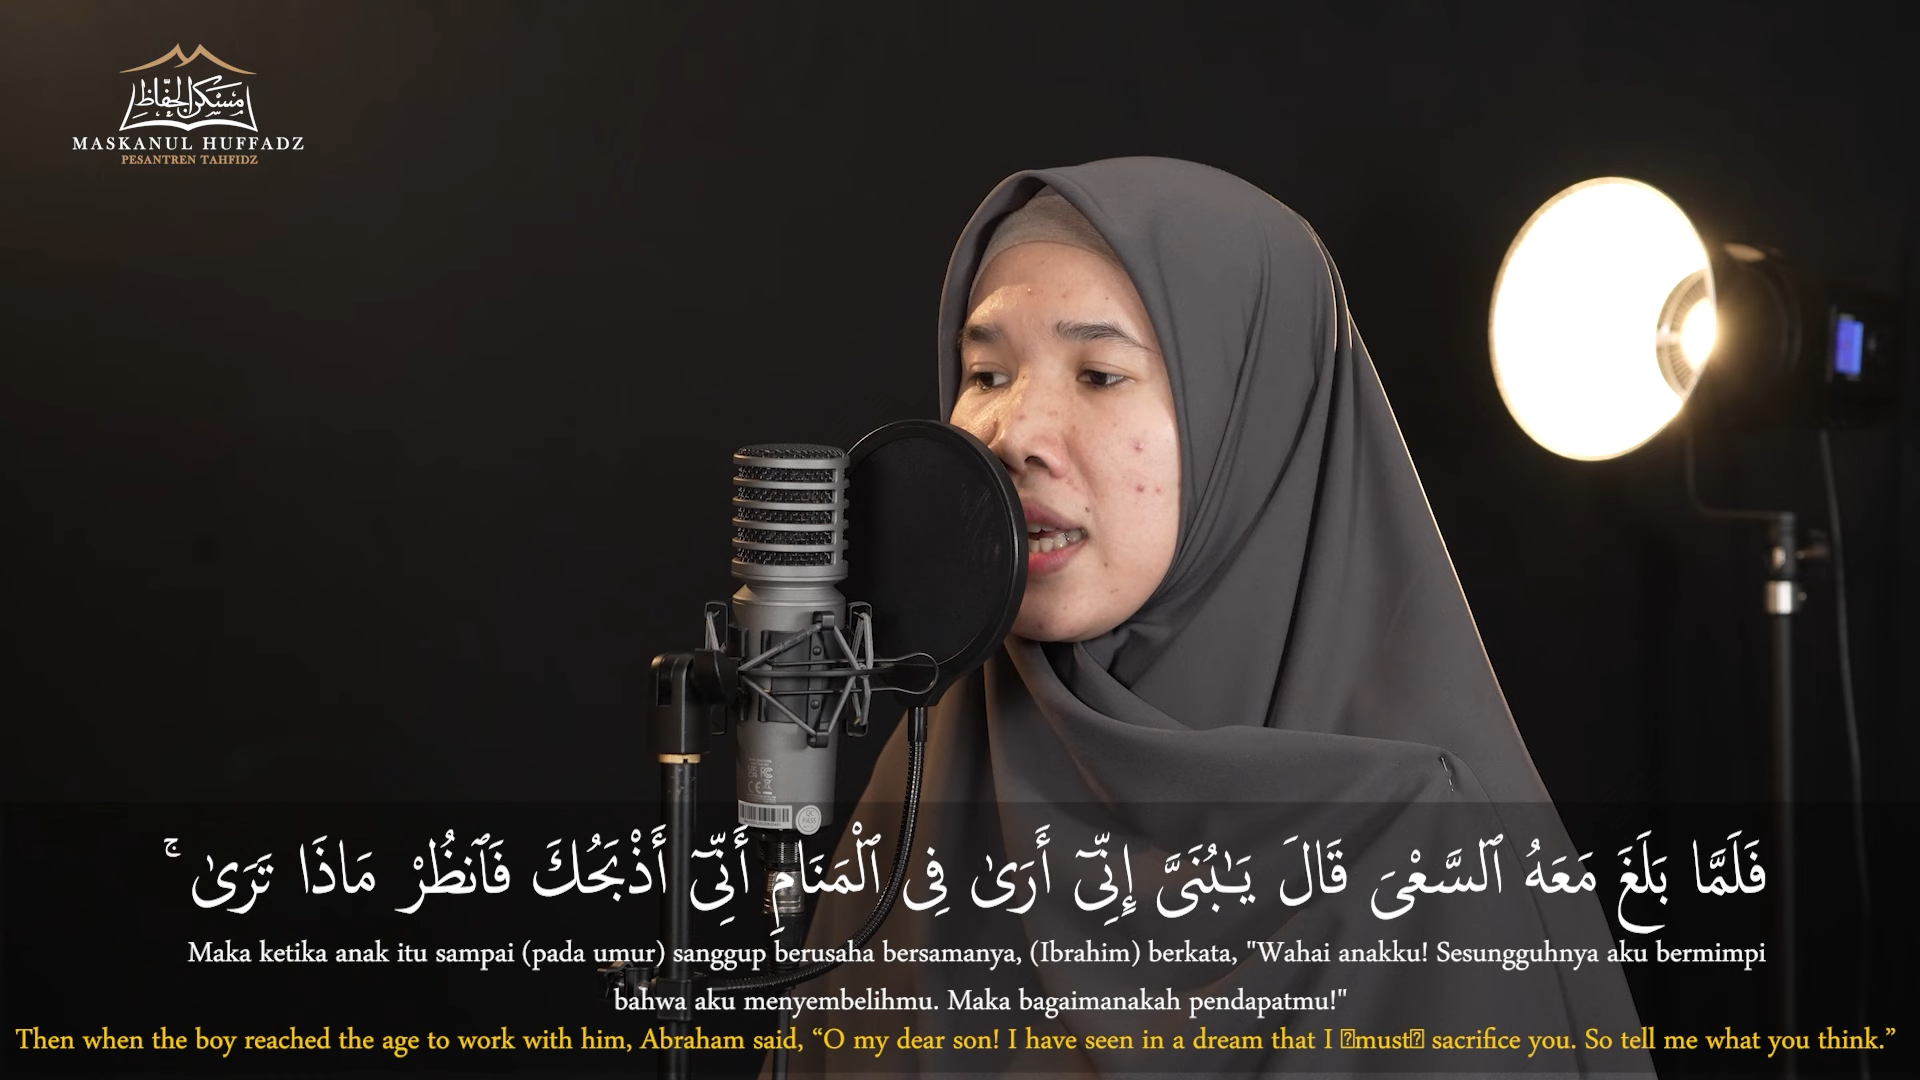 مسكن الحفاظ
MASKANUL HUFFADZ
PESANTREN TAHFIDZ
فَلَمَّا بَلَغَ مَعَهُ ٱلسَّعْىَ قَالَ يَـٰبُنَىَّ إِنِّىٓ أَرَىٰ فِى ٱلْمَنَامِ أَنِّىٓ أَذْبَحُكَ فَٱنظُرْ مَاذَا تَرَىٰ ۚ
Maka ketika anak itu sampai (pada umur) sanggup berusaha bersamanya, (Ibrahim) berkata, "Wahai anakku! Sesungguhnya aku bermimpi
bahwa aku menyembelihmu. Maka bagaimanakah pendapatmu!"
Then when the boy reached the age to work with him, Abraham said, “O my dear son! I have seen in a dream that I ⍰must⍰ sacrifice you. So tell me what you think.”